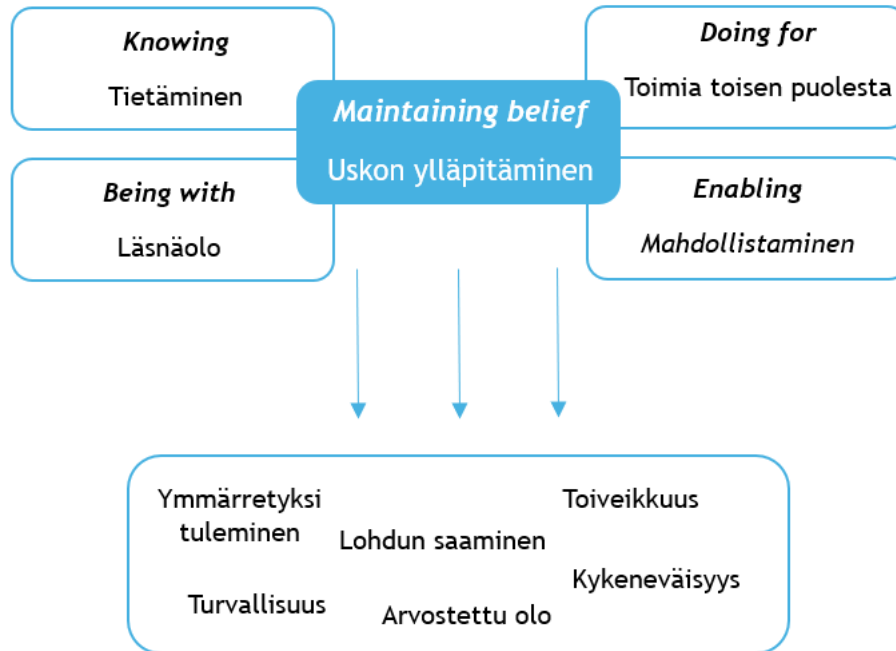 Knowing
Tietäminen
Doing for
Toimia toisen puolesta
Maintaining belief
Uskon ylläpitäminen
Being with
Läsnäolo
Enabling
Mahdollistaminen
Ymmärretyksi
tuleminen
Lohdun saaminen
Toiveikkuus
Turvallisuus
Arvostettu olo
Kykeneväisyys